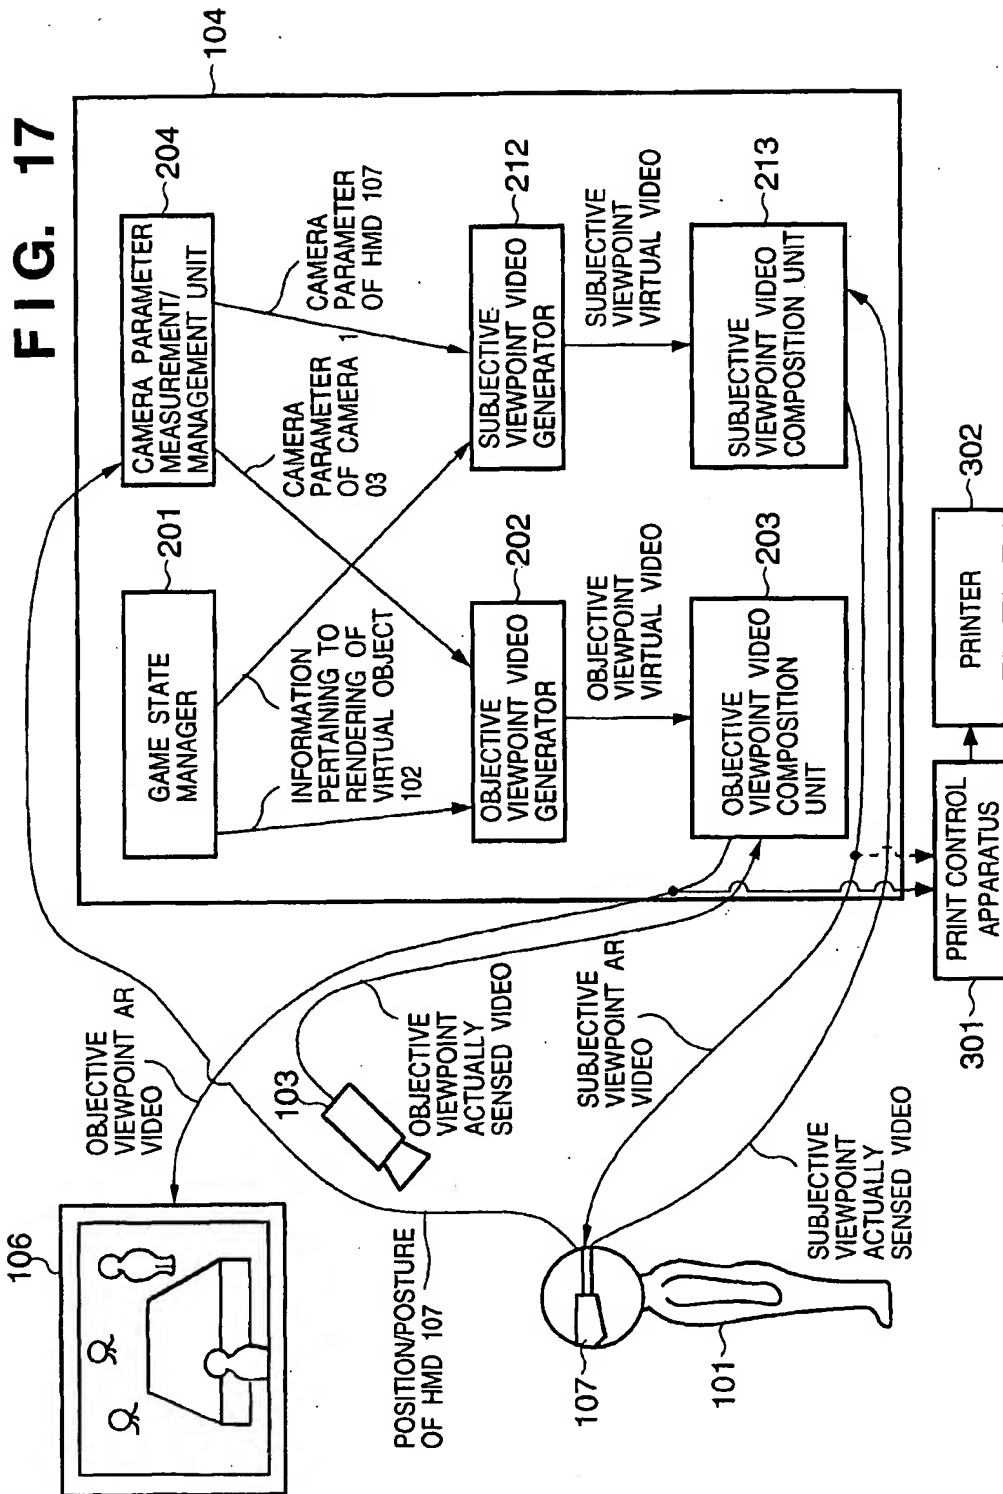 FIG. 17
104
204
CAMERA PARAMETER
MEASUREMENT/
MANAGEMENT UNIT
201
GAME STATE
MANAGER
CAMERA
PARAMETER
OF HMD 107
CAMERA
PARAMETER
OF CAMERA 1
03
INFORMATION
PERTAINING TO
RENDERING OF
VIRTUAL OBJECT
102
212
SUBJECTIVE
VIEWPOINT VIDEO
GENERATOR
202
OBJECTIVE
VIEWPOINT VIDEO
GENERATOR
SUBJECTIVE
VIEWPOINT
VIRTUAL VIDEO
OBJECTIVE
VIEWPOINT
VIRTUAL VIDEO
213
SUBJECTIVE
VIEWPOINT VIDEO
COMPOSITION UNIT
203
OBJECTIVE
VIEWPOINT VIDEO
COMPOSITION
UNIT
302
PRINTER
PRINT CONTROL
APPARATUS
301
106
OBJECTIVE
VIEWPOINT AR
VIDEO
103
OBJECTIVE
VIEWPOINT
ACTUALLY
SENSED VIDEO
POSITION/POSTURE
OF HMD 107
SUBJECTIVE
VIEWPOINT AR
VIDEO
SUBJECTIVE
VIEWPOINT
ACTUALLY
SENSED VIDEO
107
101